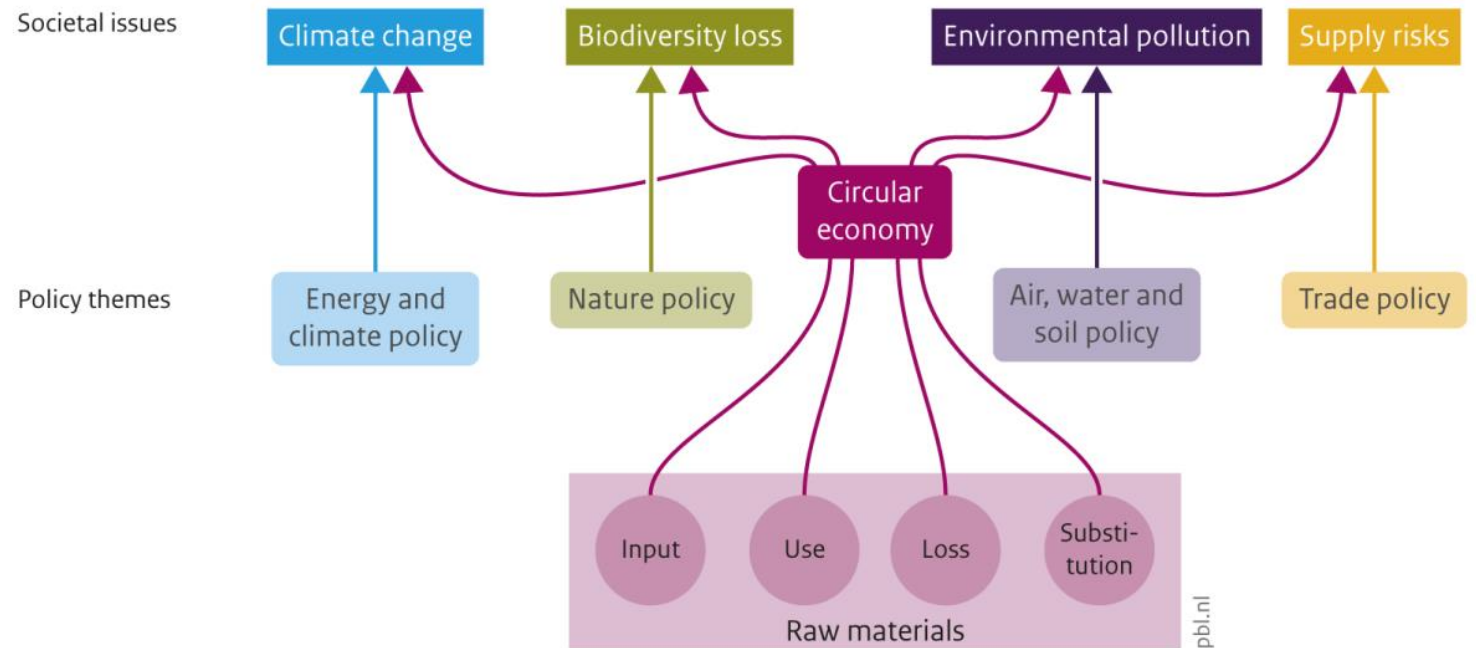 Societal issues
Climate change
Biodiversity loss
Environmental pollution
Supply risks
Circular
economy
Policy themes
Energy and
climate policy
Nature policy
Air, water and
soil policy
Trade policy
Input
Use
Loss
Substi-
tution
Raw materials
pbl.nl